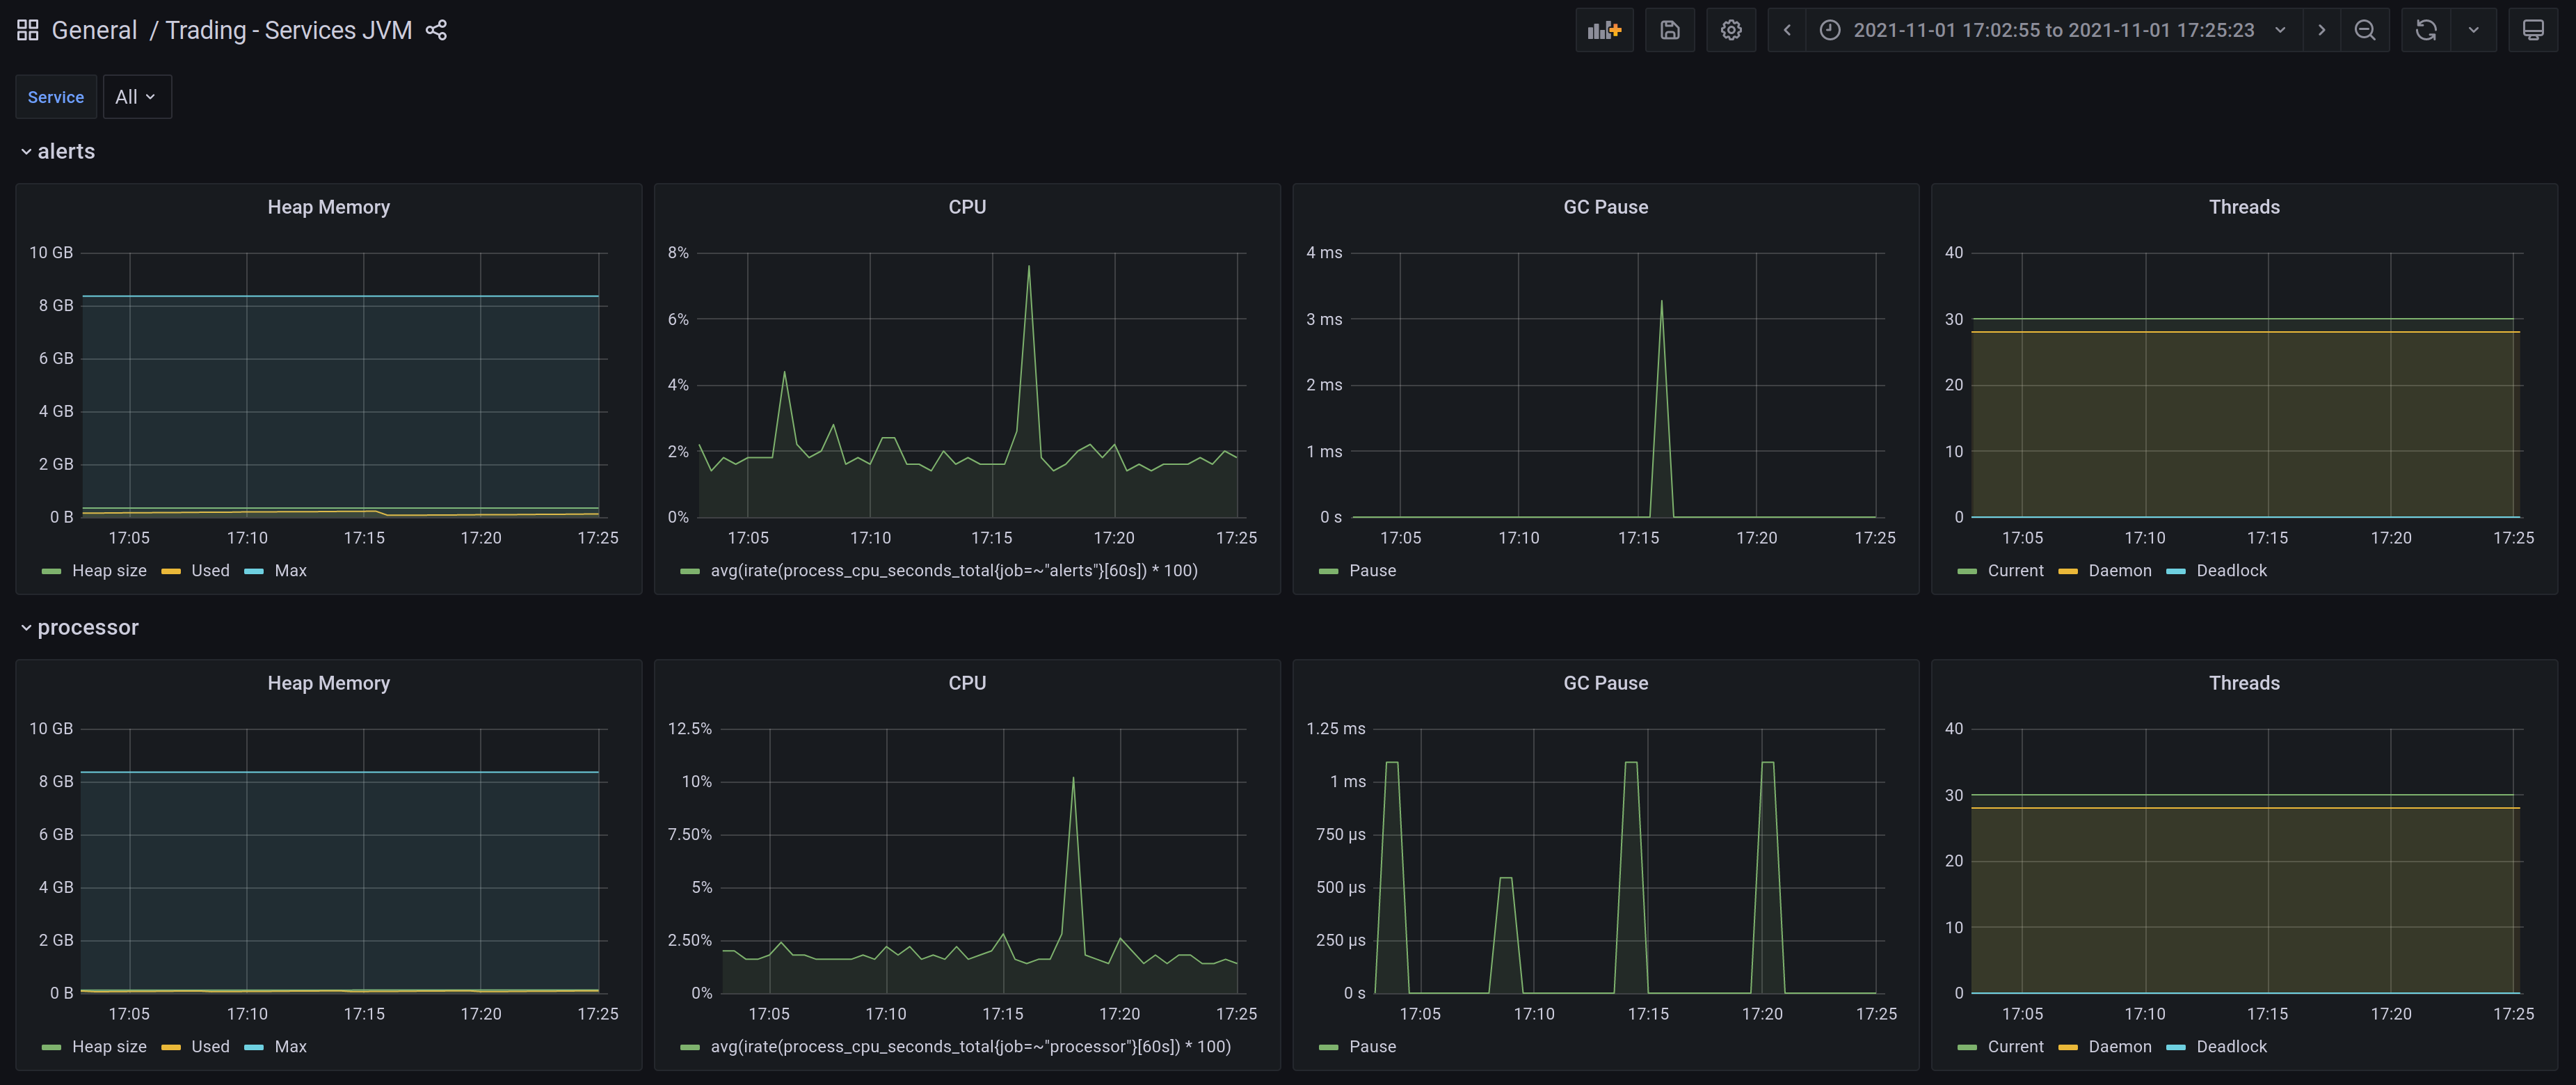 General / Trading - Services JVM
2021-11-01 17:02:55 to 2021-11-01 17:25:23
Service All
alerts
Heap Memory
10 GB
8 GB
6 GB
4 GB
2 GB
0 B
17:05 17:10 17:15 17:20 17:25
Heap size Used Max
CPU
8%
6%
4%
2%
0%
17:05 17:10 17:15 17:20 17:25
avg(irate(process_cpu_seconds_total{job=~"alerts"}[60s]) * 100)
GC Pause
4 ms
3 ms
2 ms
1 ms
0 s
17:05 17:10 17:15 17:20 17:25
Pause
Threads
40
30
20
10
0
17:05 17:10 17:15 17:20 17:25
Current Daemon Deadlock
processor
Heap Memory
10 GB
8 GB
6 GB
4 GB
2 GB
0 B
17:05 17:10 17:15 17:20 17:25
Heap size Used Max
CPU
12.5%
10%
7.50%
5%
2.50%
0%
17:05 17:10 17:15 17:20 17:25
avg(irate(process_cpu_seconds_total{job=~"processor"}[60s]) * 100)
GC Pause
1.25 ms
1 ms
750 µs
500 µs
250 µs
0 s
17:05 17:10 17:15 17:20 17:25
Pause
Threads
40
30
20
10
0
17:05 17:10 17:15 17:20 17:25
Current Daemon Deadlock